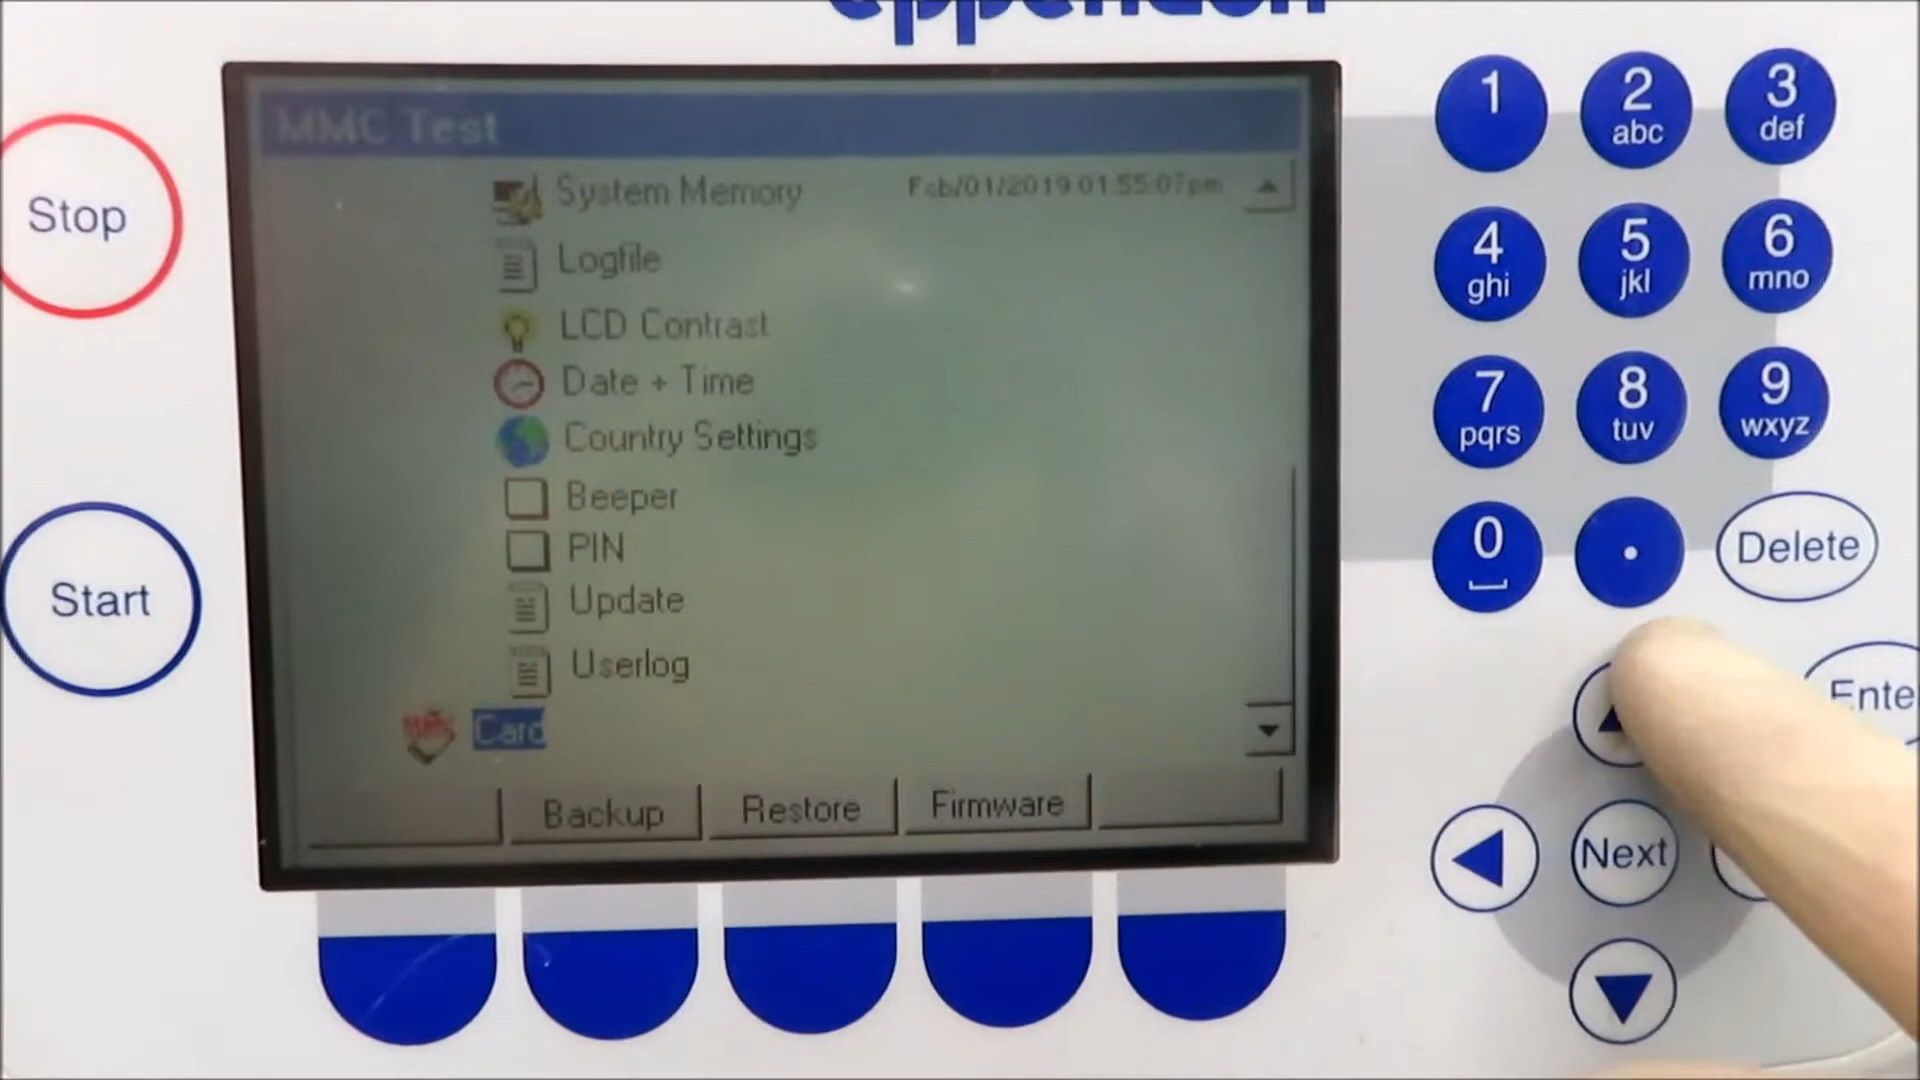 eppendorf
MMC Test
System Memory Feb/01/2019 01:55:07pm
Logfile
LCD Contrast
Date + Time
Country Settings
Beeper
PIN
Update
Userlog
Card
Backup Restore Firmware
Stop
Start
1 2 3
abc def
4 5 6
ghi jkl mno
7 8 9
pqrs tuv wxyz
0 . Delete
Ente
Next